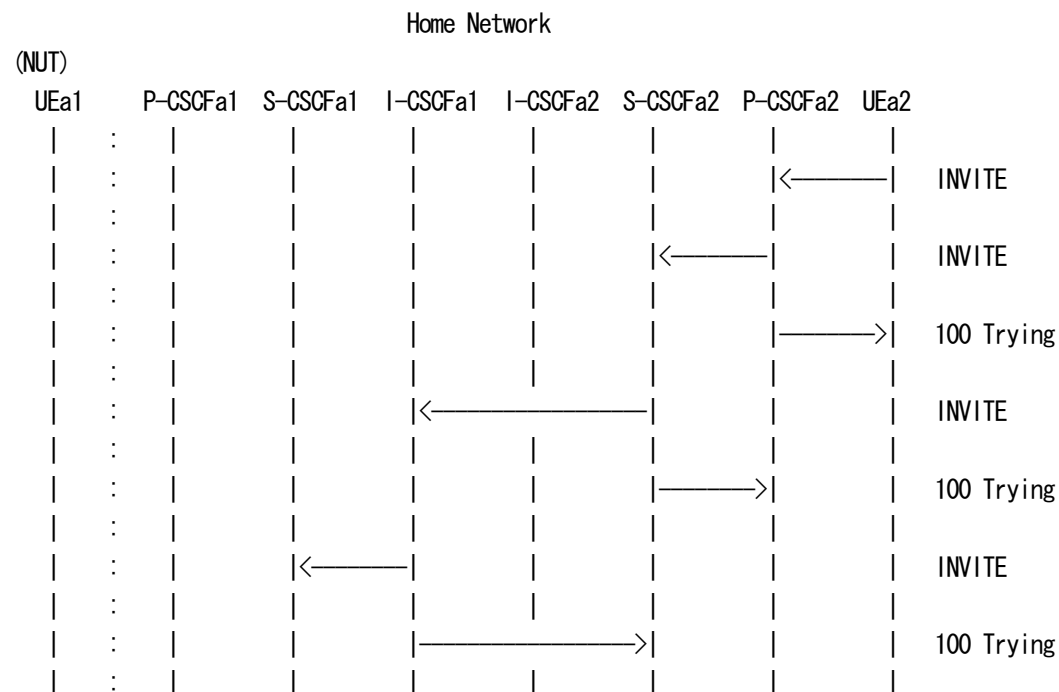 Home Network
(NUT)
UEa1 : P-CSCFa1 S-CSCFa1 I-CSCFa1 I-CSCFa2 S-CSCFa2 P-CSCFa2 UEa2
INVITE
INVITE
100 Trying
INVITE
100 Trying
INVITE
100 Trying